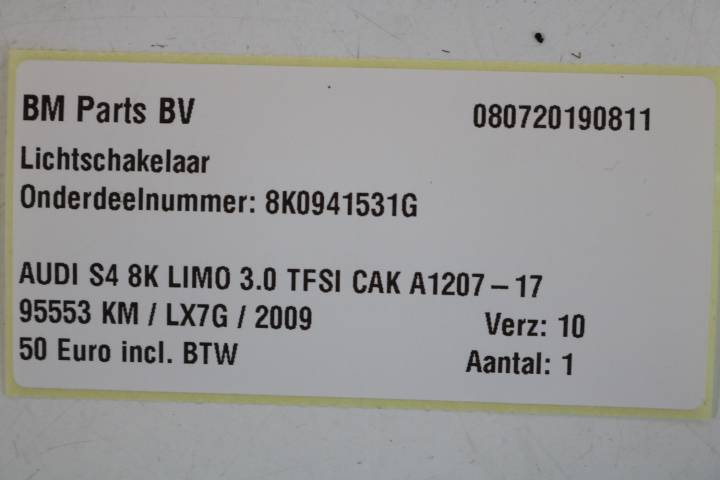 BM Parts BV 080720190811
Lichtschakelaar
Onderdeelnummer: 8K0941531G
AUDI S4 8K LIMO 3.0 TFSI CAK A1207 – 17
95553 KM / LX7G / 2009 Verz: 10
50 Euro incl. BTW Aantal: 1